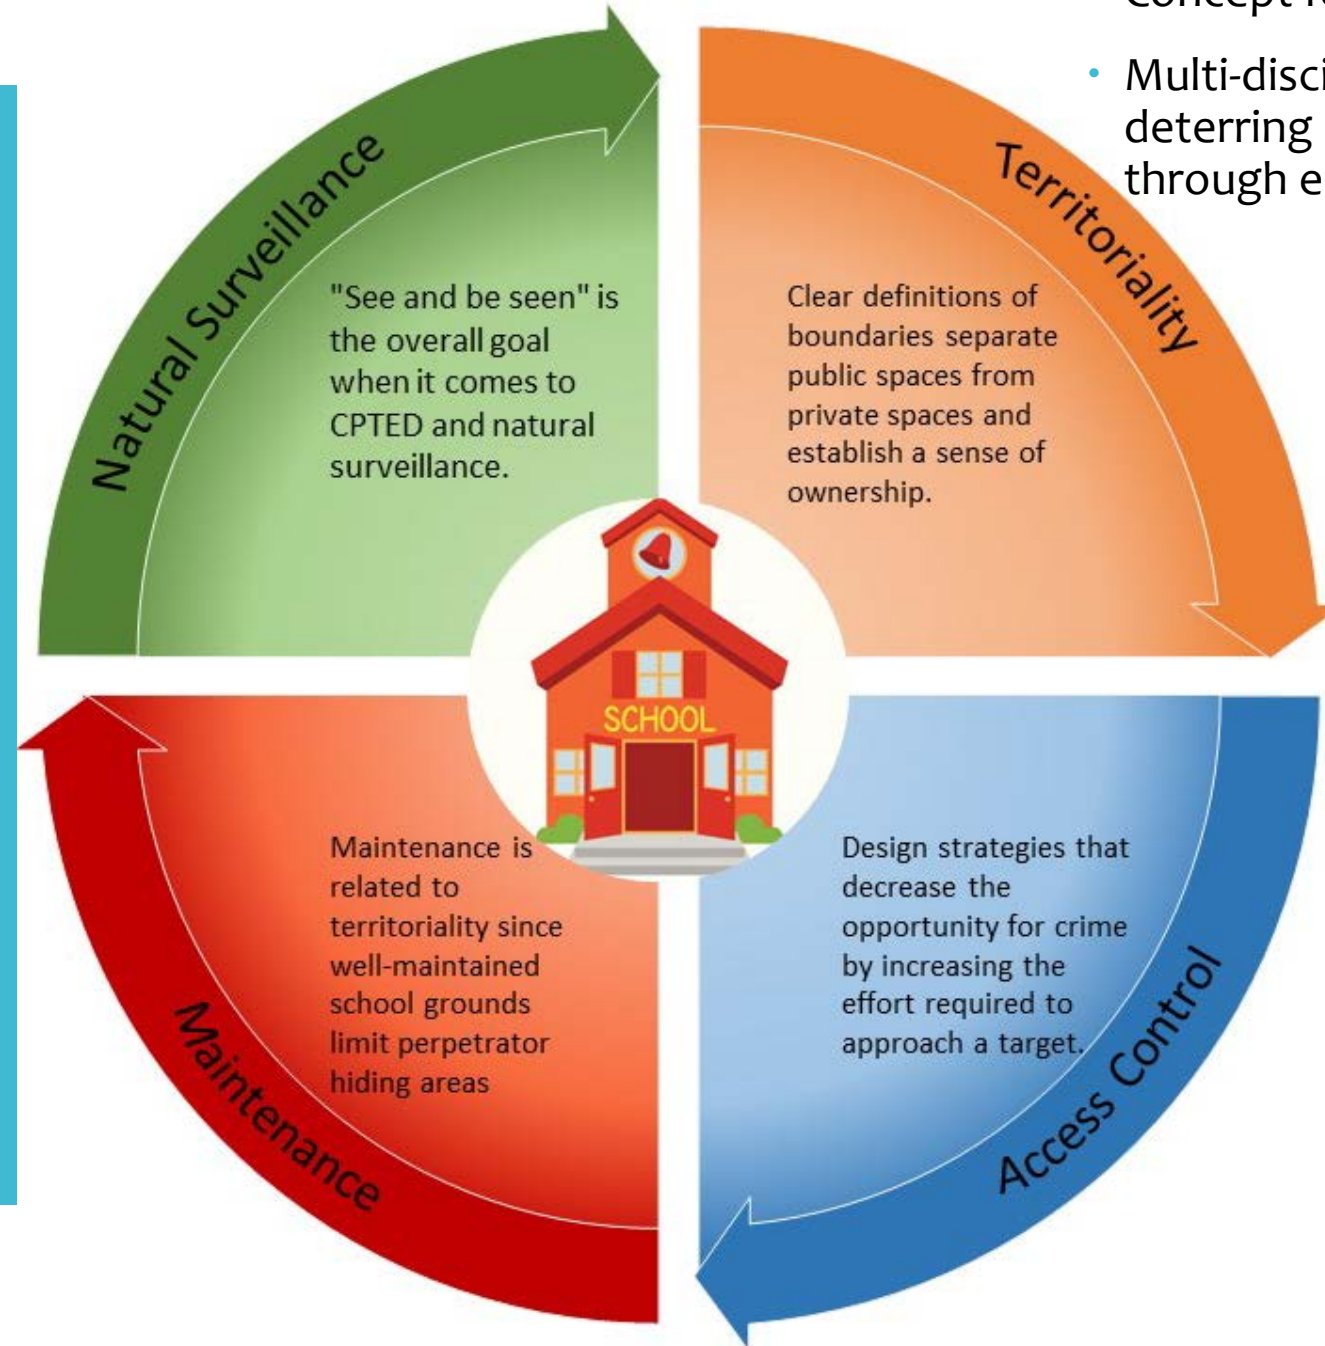 Multi-disci
deterring
through e
Natural Surveillance
"See and be seen" is
the overall goal
when it comes to
CPTED and natural
surveillance.
Territoriality
Clear definitions of
boundaries separate
public spaces from
private spaces and
establish a sense of
ownership.
SCHOOL
Maintenance is
related to
territoriality since
well-maintained
school grounds
limit perpetrator
hiding areas
Maintenance
Design strategies that
decrease the
opportunity for crime
by increasing the
effort required to
approach a target.
Access Control